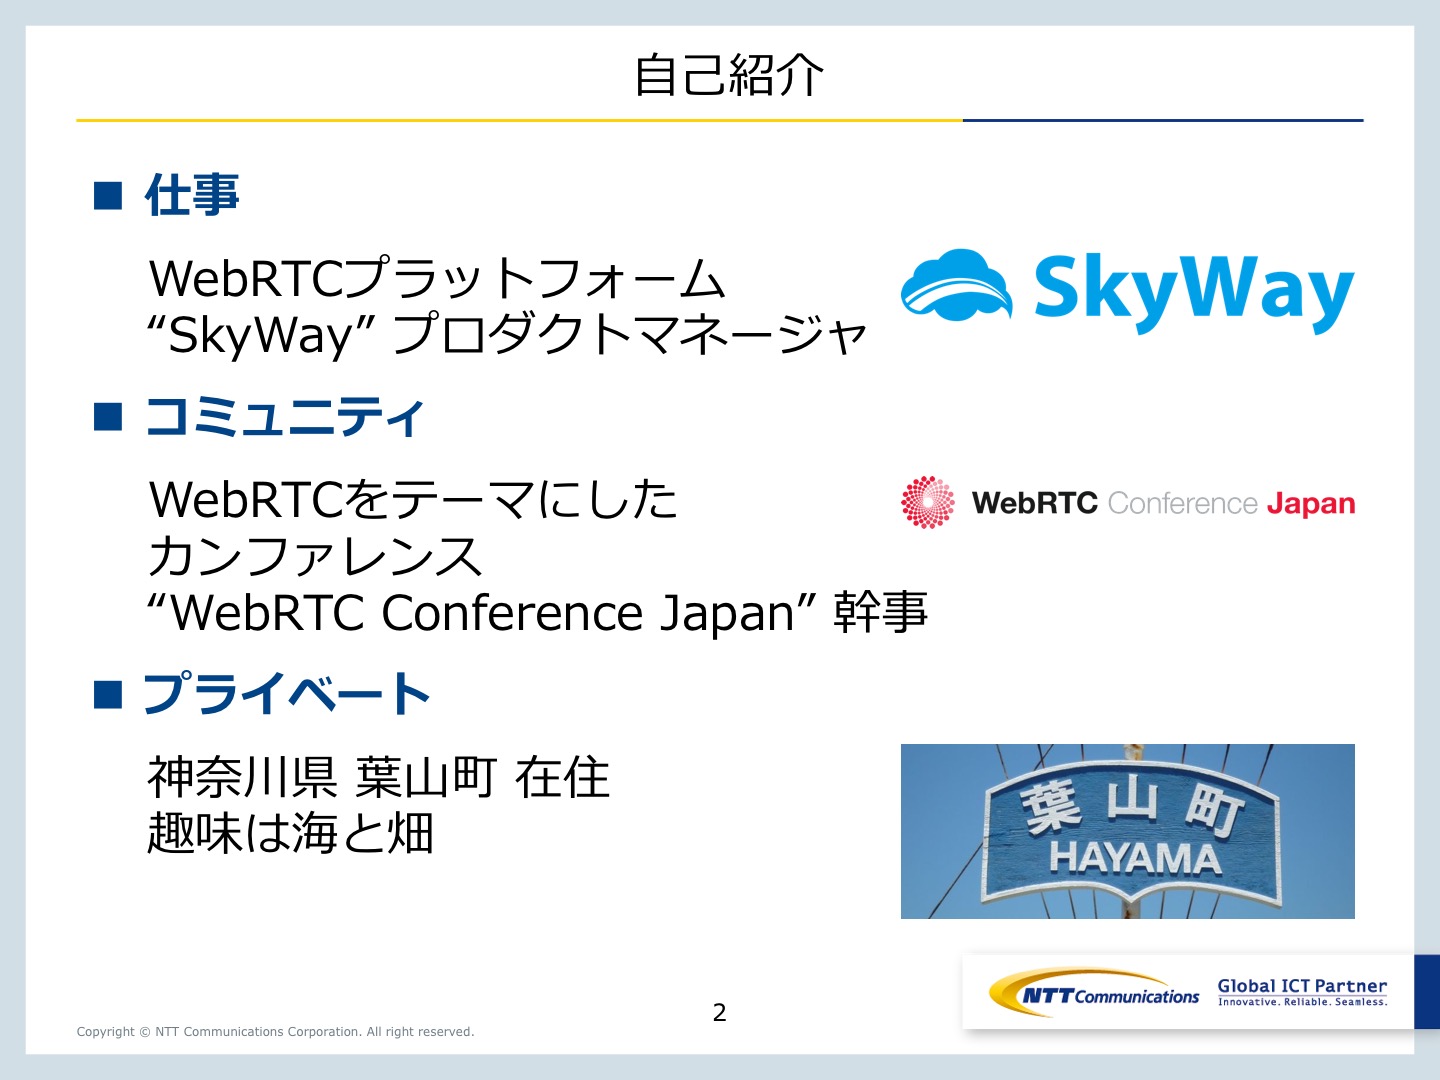 自己紹介
■ 仕事
WebRTCプラットフォーム
“SkyWay” プロダクトマネージャ
SkyWay
■ コミュニティ
WebRTCをテーマにした
カンファレンス
“WebRTC Conference Japan” 幹事
WebRTC Conference Japan
■ プライベート
神奈川県 葉山町 在住
趣味は海と畑
葉山町
HAYAMA
NTT Communications
Global ICT Partner
Innovative. Reliable. Seamless.
2
Copyright © NTT Communications Corporation. All right reserved.